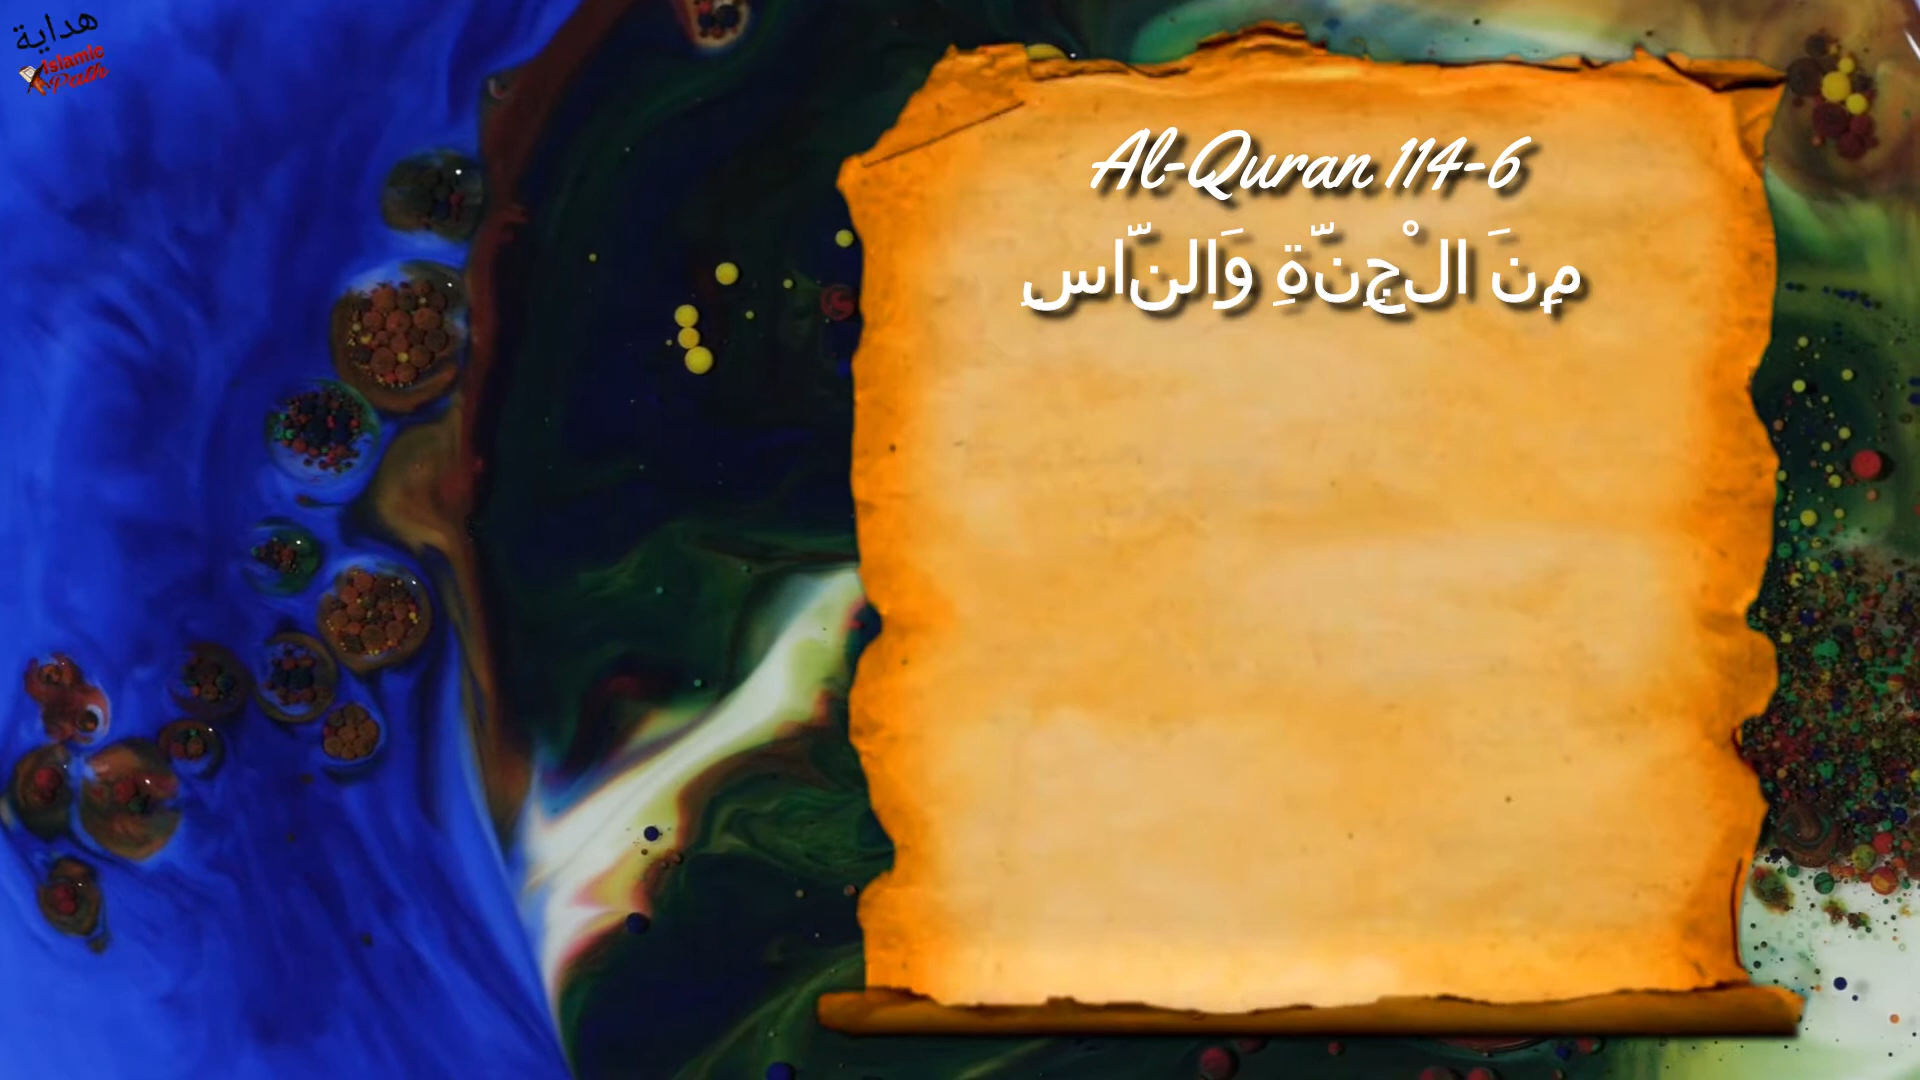 هداية
Islamic
Path
Al-Quran 114-6
مِنَ الْجِنَّةِ وَالنَّاسِ